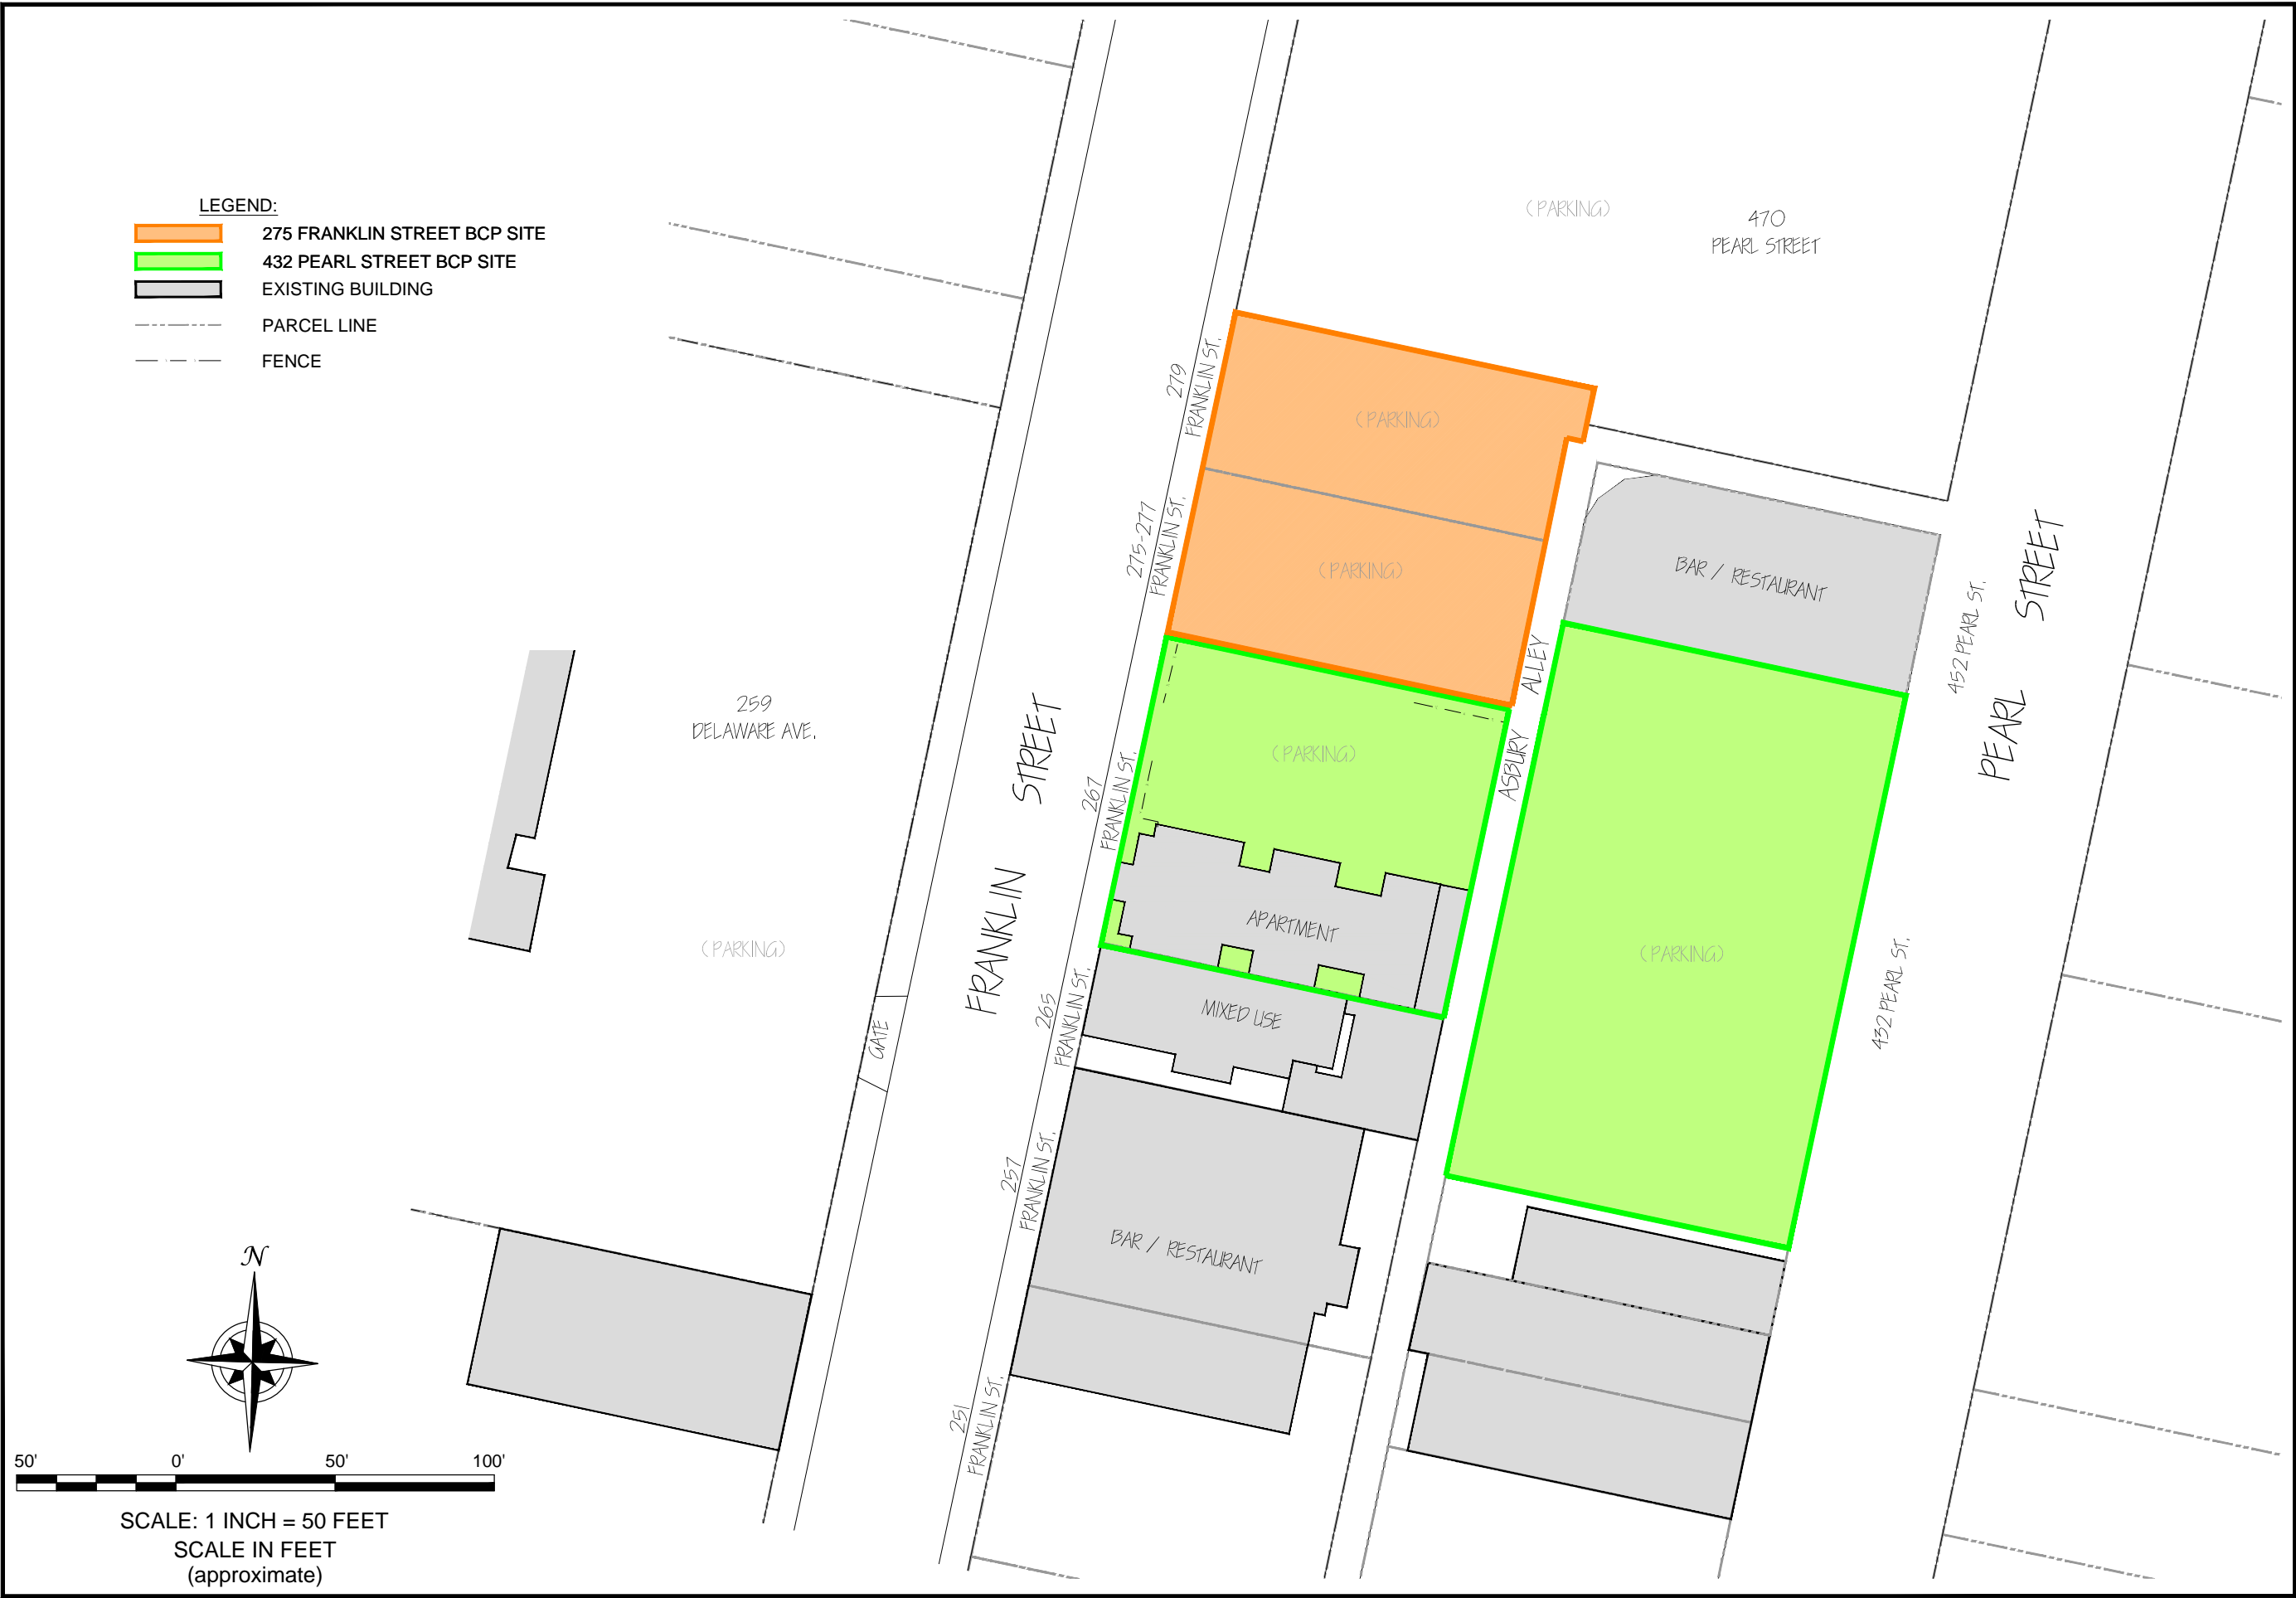 LEGEND:
275 FRANKLIN STREET BCP SITE
432 PEARL STREET BCP SITE
EXISTING BUILDING
PARCEL LINE
FENCE
(PARKING)
470
PEARL STREET
279
FRANKLIN ST.
(PARKING)
275-277
FRANKLIN ST.
(PARKING)
BAR / RESTAURANT
452 PEARL ST.
PEARL STREET
ASBURY ALLEY
259
DELAWARE AVE.
(PARKING)
FRANKLIN STREET
267
FRANKLIN ST.
(PARKING)
APARTMENT
(PARKING)
432 PEARL ST.
GATE
265
FRANKLIN ST.
MIXED USE
257
FRANKLIN ST.
BAR / RESTAURANT
251
FRANKLIN ST.
N
50' 0' 50' 100'
SCALE: 1 INCH = 50 FEET
SCALE IN FEET
(approximate)